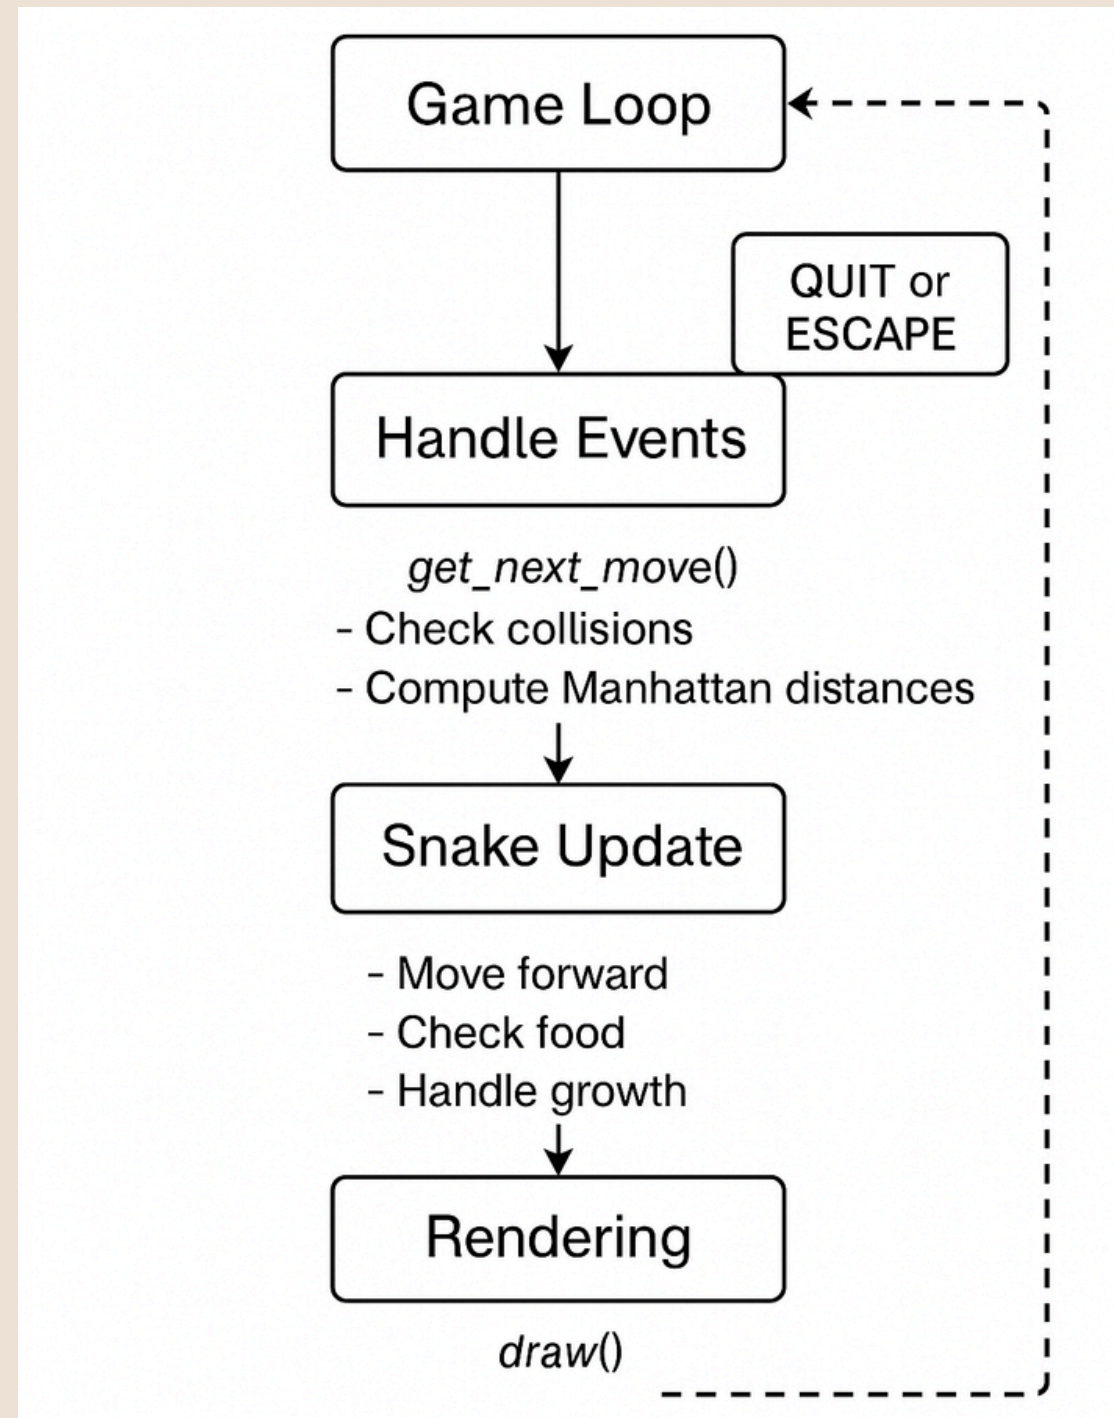 Game Loop
QUIT or
ESCAPE
Handle Events
get_next_move()
- Check collisions
- Compute Manhattan distances
Snake Update
- Move forward
- Check food
- Handle growth
Rendering
draw()